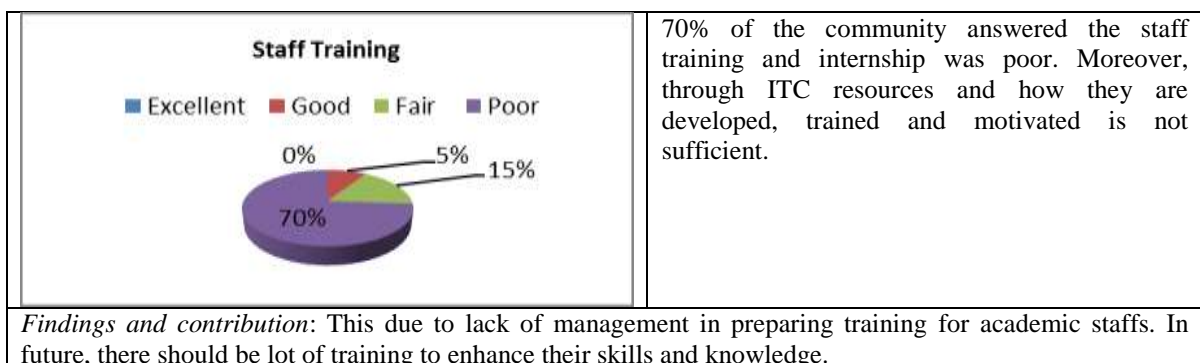 Staff Training
Excellent Good Fair Poor
0%
5%
15%
70%
70% of the community answered the staff
training and internship was poor. Moreover,
through ITC resources and how they are
developed, trained and motivated is not
sufficient.
Findings and contribution: This due to lack of management in preparing training for academic staffs. In
future, there should be lot of training to enhance their skills and knowledge.